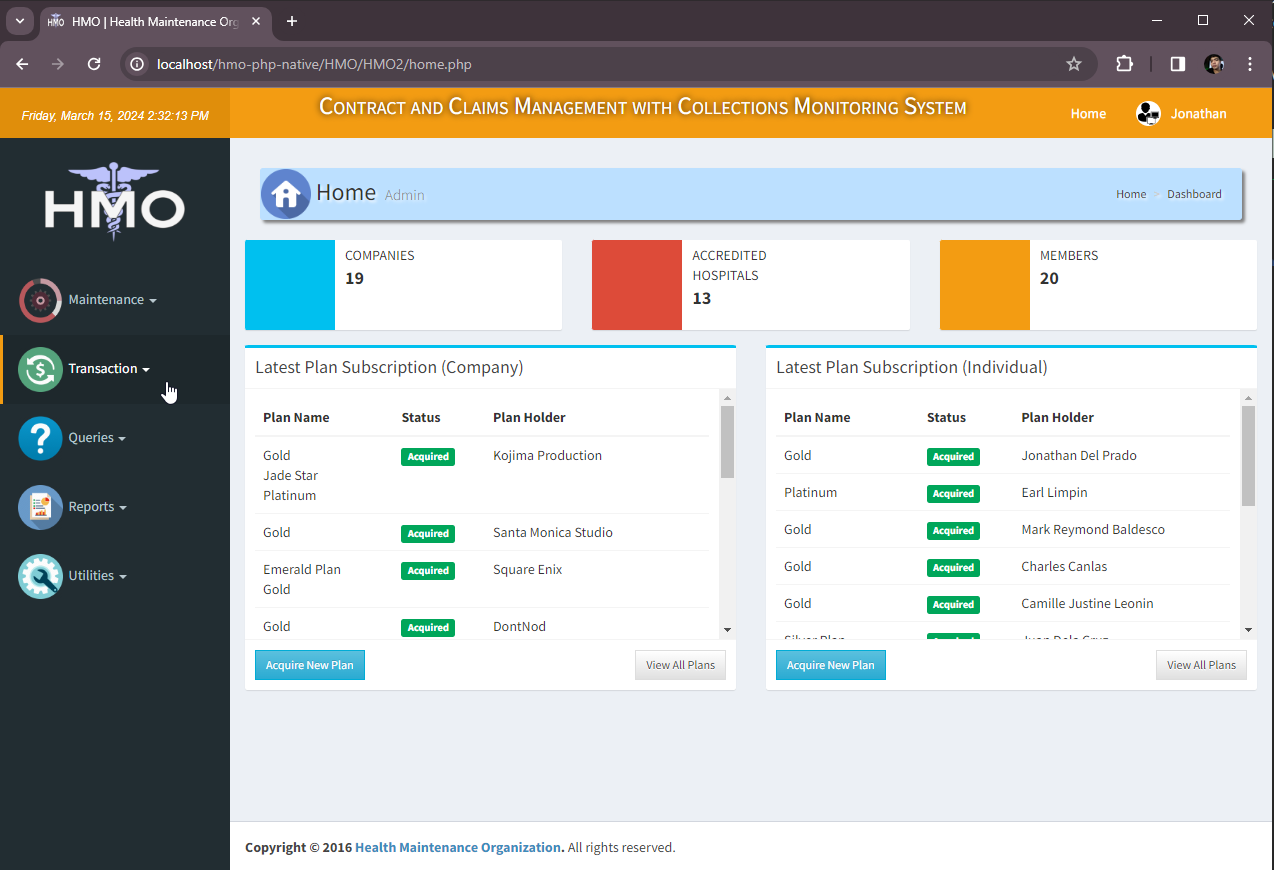 HMO | Health Maintenance Org
localhost/hmo-php-native/HMO/HMO2/home.php
Friday, March 15, 2024 2:32:13 PM
Contract and Claims Management with Collections Monitoring System
Home
Jonathan
HMO
Maintenance
Transaction
Queries
Reports
Utilities
Home Admin
Home > Dashboard
COMPANIES
19
ACCREDITED
HOSPITALS
13
MEMBERS
20
Latest Plan Subscription (Company)
Plan Name Status Plan Holder
Gold Acquired Kojima Production
Jade Star
Platinum
Gold Acquired Santa Monica Studio
Emerald Plan Acquired Square Enix
Gold
Gold Acquired DontNod
Acquire New Plan View All Plans
Latest Plan Subscription (Individual)
Plan Name Status Plan Holder
Gold Acquired Jonathan Del Prado
Platinum Acquired Earl Limpin
Gold Acquired Mark Reymond Baldesco
Gold Acquired Charles Canlas
Gold Acquired Camille Justine Leonin
Silver Plan Acquired Juan Dela Cruz
Acquire New Plan View All Plans
Copyright © 2016 Health Maintenance Organization. All rights reserved.